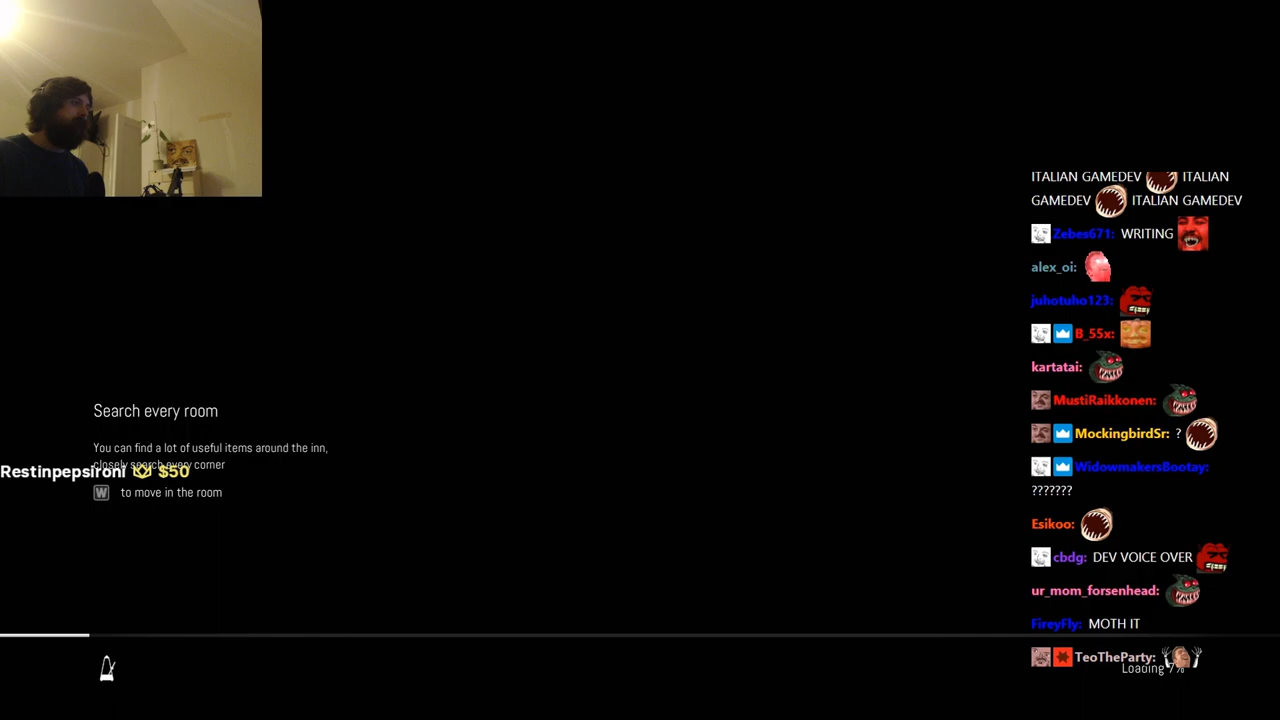 Search every room
You can find a lot of useful items around the inn,
closely search every corner
Restinpepsironi $50
W to move in the room
ITALIAN GAMEDEV ITALIAN
GAMEDEV ITALIAN GAMEDEV
Zebes671: WRITING
alex_oi:
juhotuho123:
B_55x:
kartatai:
MustiRaikkonen:
MockingbirdSr: ?
WidowmakersBootay:
???????
Esikoo:
cbdg: DEV VOICE OVER
ur_mom_forsenhead:
FireyFly: MOTH IT
TeoTheParty:
Loading 7%